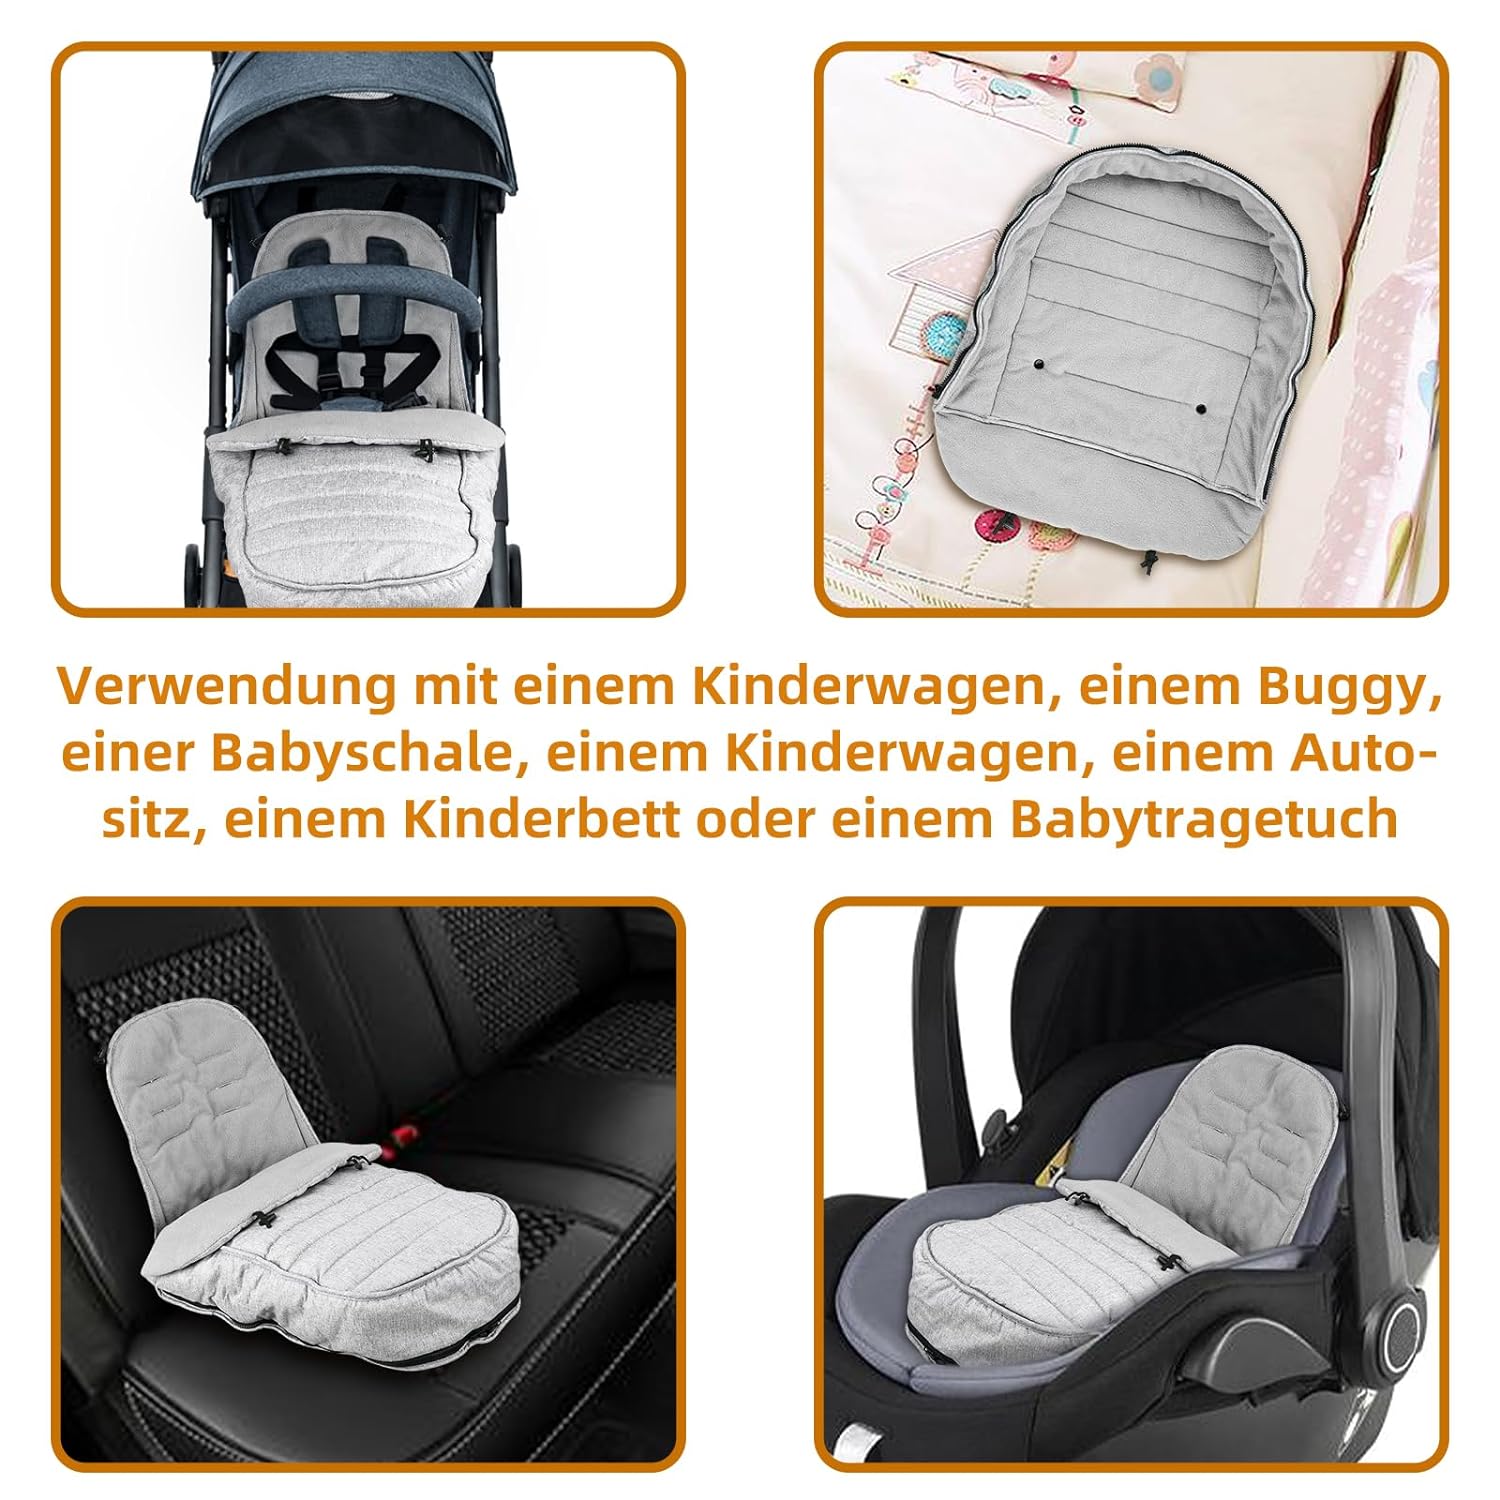 Verwendung mit einem Kinderwagen, einem Buggy,
einer Babyschale, einem Kinderwagen, einem Auto-
sitz, einem Kinderbett oder einem Babytragetuch